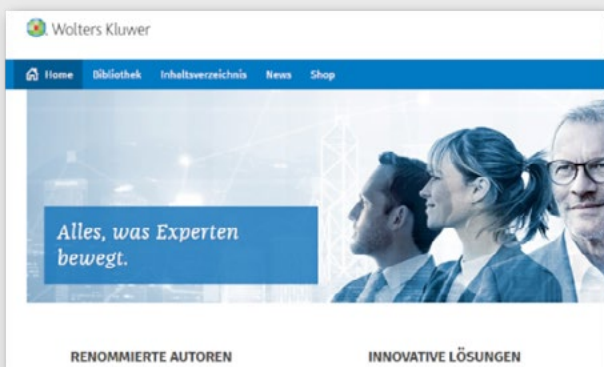 Wolters Kluwer
Home Bibliothek Inhaltsverzeichnis News Shop
Alles, was Experten
bewegt.
RENOMMIERTE AUTOREN INNOVATIVE LÖSUNGEN